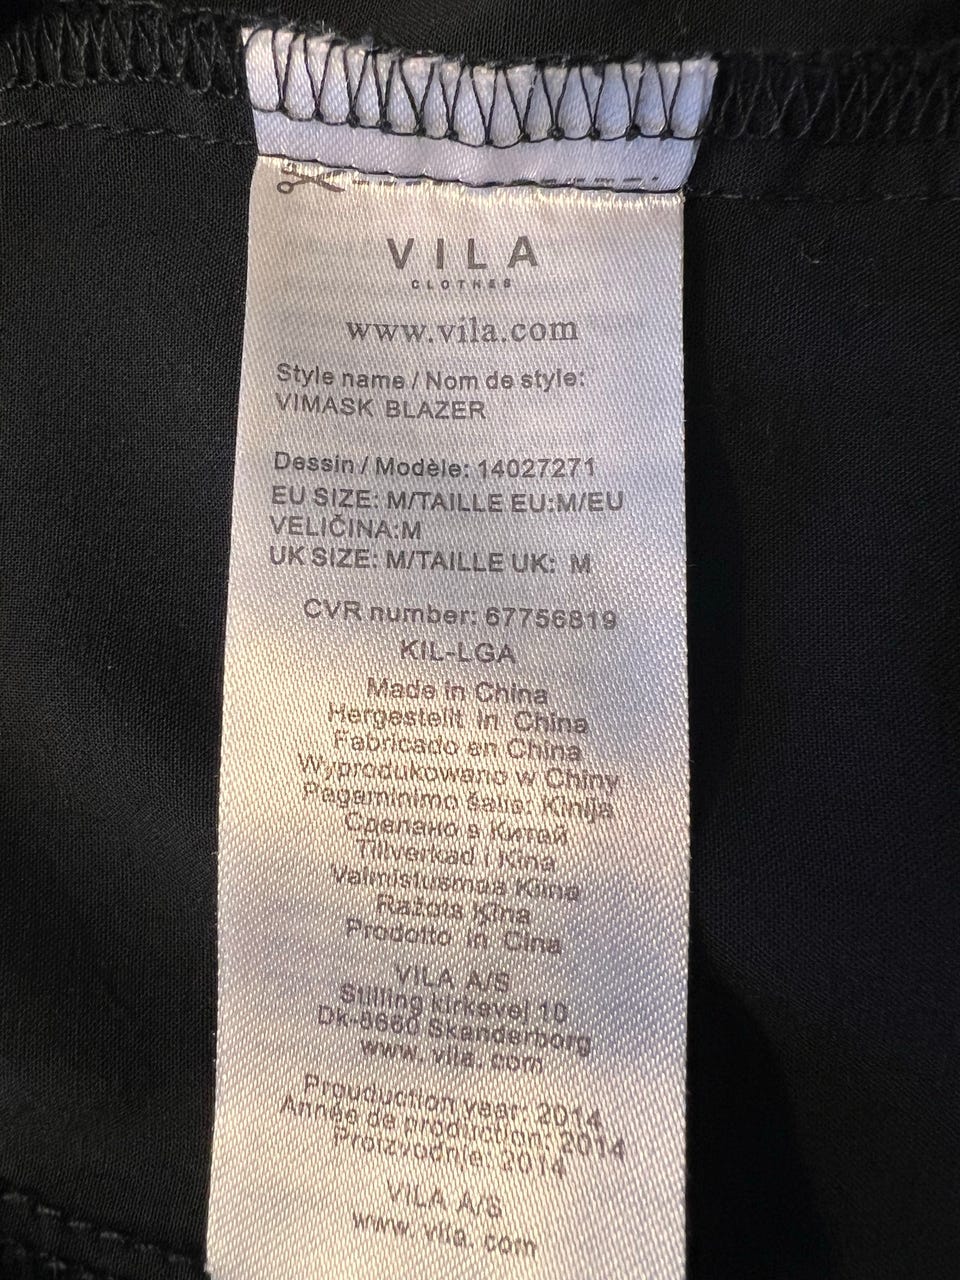 VILA
CLOTHES
www.vila.com
Style name / Nom de style:
VIMASK BLAZER
Dessin / Modèle: 14027271
EU SIZE: M/TAILLE EU:M/EU
VELIČINA:M
UK SIZE: M/TAILLE UK: M
CVR number: 67756819
KIL-LGA
Made in China
Hergestellt in China
Fabricado en China
Wyprodukowano w Chiny
Pagaminimo šalis: Kinija
Сделано в Китай
Tillverkad i Kina
Valmistusmaa Kiina
Ražots Ķīna
Prodotto in Cina
VILA A/S
Stilling kirkevej 10
Dk-8660 Skanderborg
www.vila.com
Prouduction year: 2014
Année de production: 2014
Proizvodnje: 2014
VILA A/S
www.vila.com